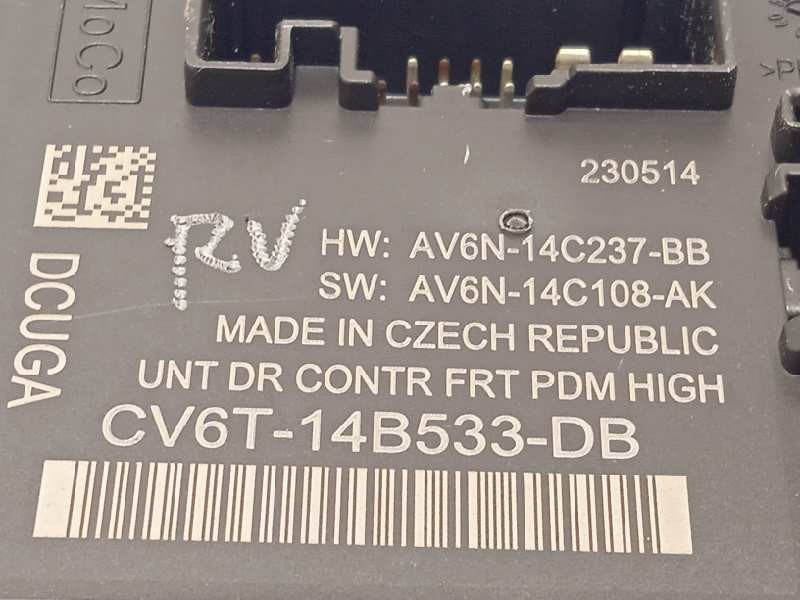 FoMoCo
230514
RV
HW: AV6N-14C237-BB
SW: AV6N-14C108-AK
MADE IN CZECH REPUBLIC
UNT DR CONTR FRT PDM HIGH
CV6T-14B533-DB
DCUGA